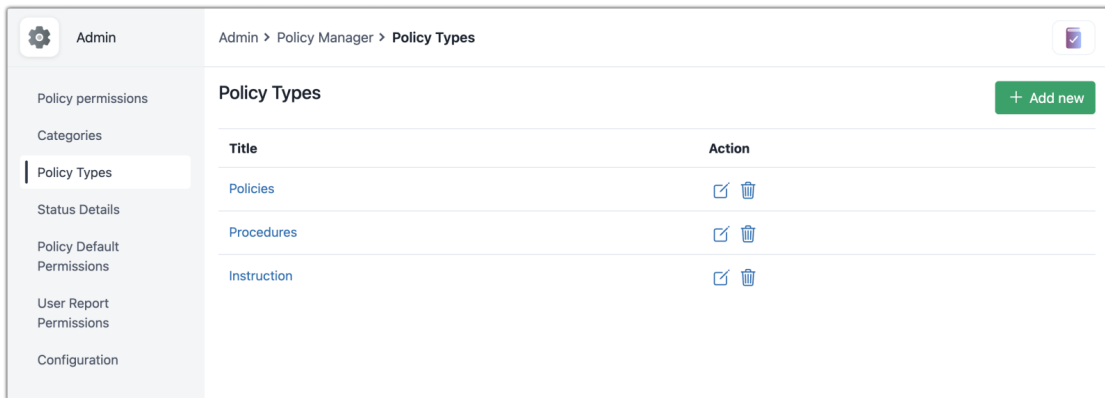 Admin
Admin > Policy Manager > Policy Types
Policy permissions
Categories
Policy Types
Status Details
Policy Default
Permissions
User Report
Permissions
Configuration
Policy Types
+ Add new
Title Action
Policies
Procedures
Instruction